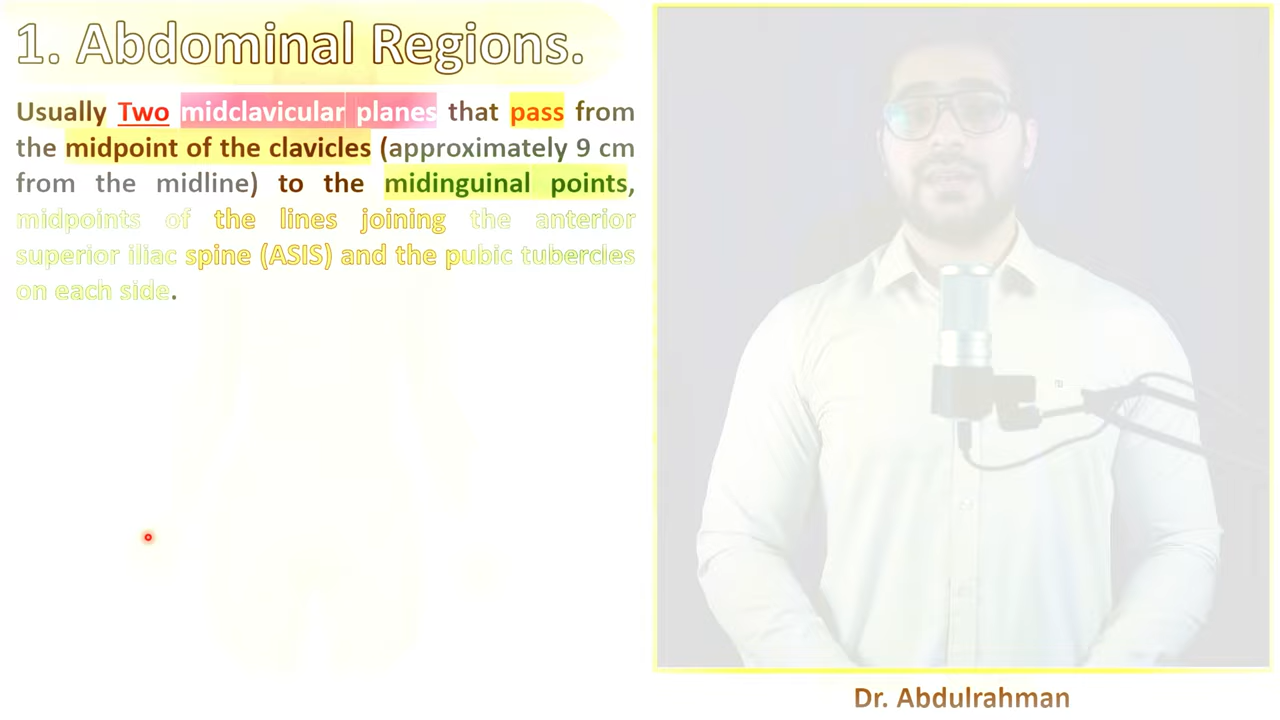 1. Abdominal Regions.
Usually Two midclavicular planes that pass from
the midpoint of the clavicles (approximately 9 cm
from the midline) to the midinguinal points,
midpoints of the lines joining the anterior
superior iliac spine (ASIS) and the pubic tubercles
on each side.
Dr. Abdulrahman